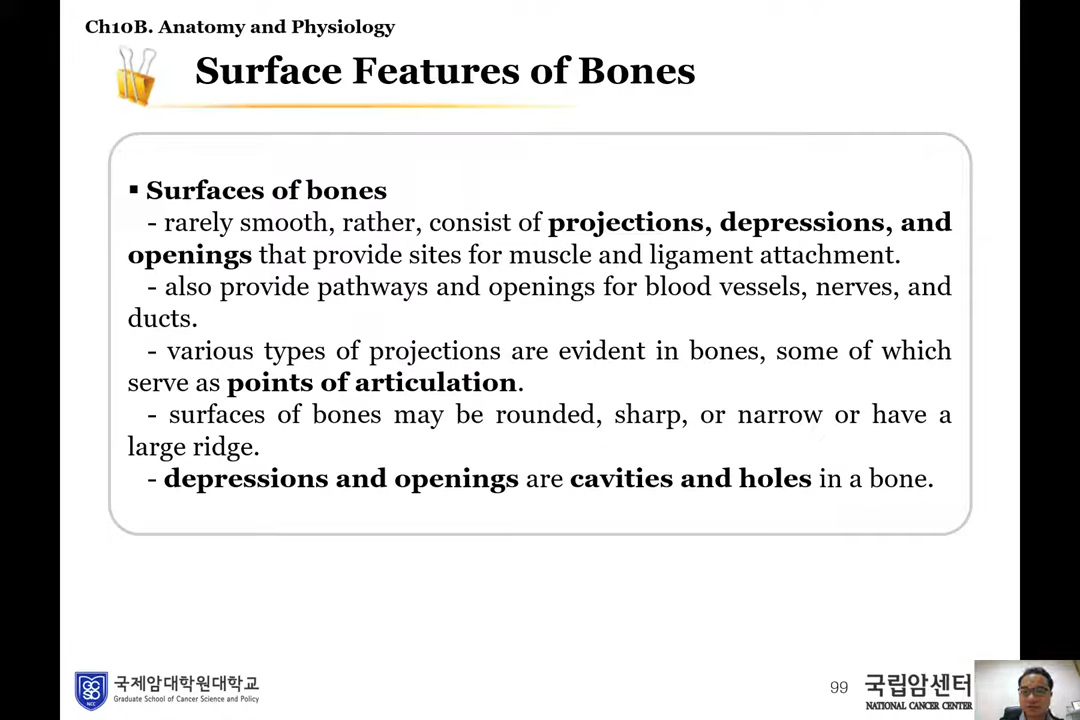 Ch10B. Anatomy and Physiology
Surface Features of Bones
▪ Surfaces of bones
- rarely smooth, rather, consist of projections, depressions, and
openings that provide sites for muscle and ligament attachment.
- also provide pathways and openings for blood vessels, nerves, and
ducts.
- various types of projections are evident in bones, some of which
serve as points of articulation.
- surfaces of bones may be rounded, sharp, or narrow or have a
large ridge.
- depressions and openings are cavities and holes in a bone.
국제암대학원대학교
Graduate School of Cancer Science and Policy
NCC
99
국립암센터
NATIONAL CANCER CENTER